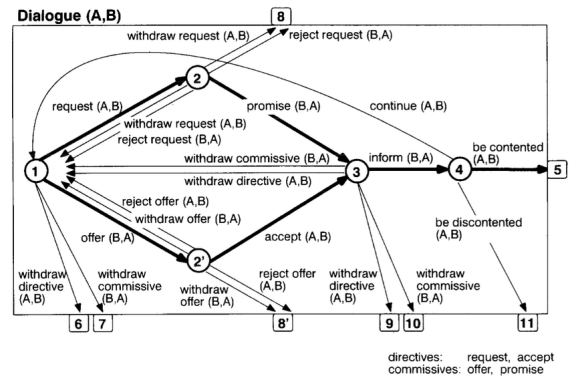 Dialogue (A,B)
8
withdraw request (A,B)
reject request (B,A)
2
request (A,B)
promise (B,A)
continue (A,B)
withdraw request (A,B)
reject request (B,A)
be contented
(A,B)
withdraw commissive (B,A)
inform (B,A)
1
3
4
5
withdraw directive (A,B)
reject offer (A,B)
withdraw offer (B,A)
offer (B,A)
accept (A,B)
be discontented
(A,B)
2'
withdraw
directive
(A,B)
withdraw
commissive
(B,A)
withdraw
offer (B,A)
reject offer
(A,B)
withdraw
directive
(A,B)
withdraw
commissive
(B,A)
6
7
8'
9
10
11
directives: request, accept
commissives: offer, promise